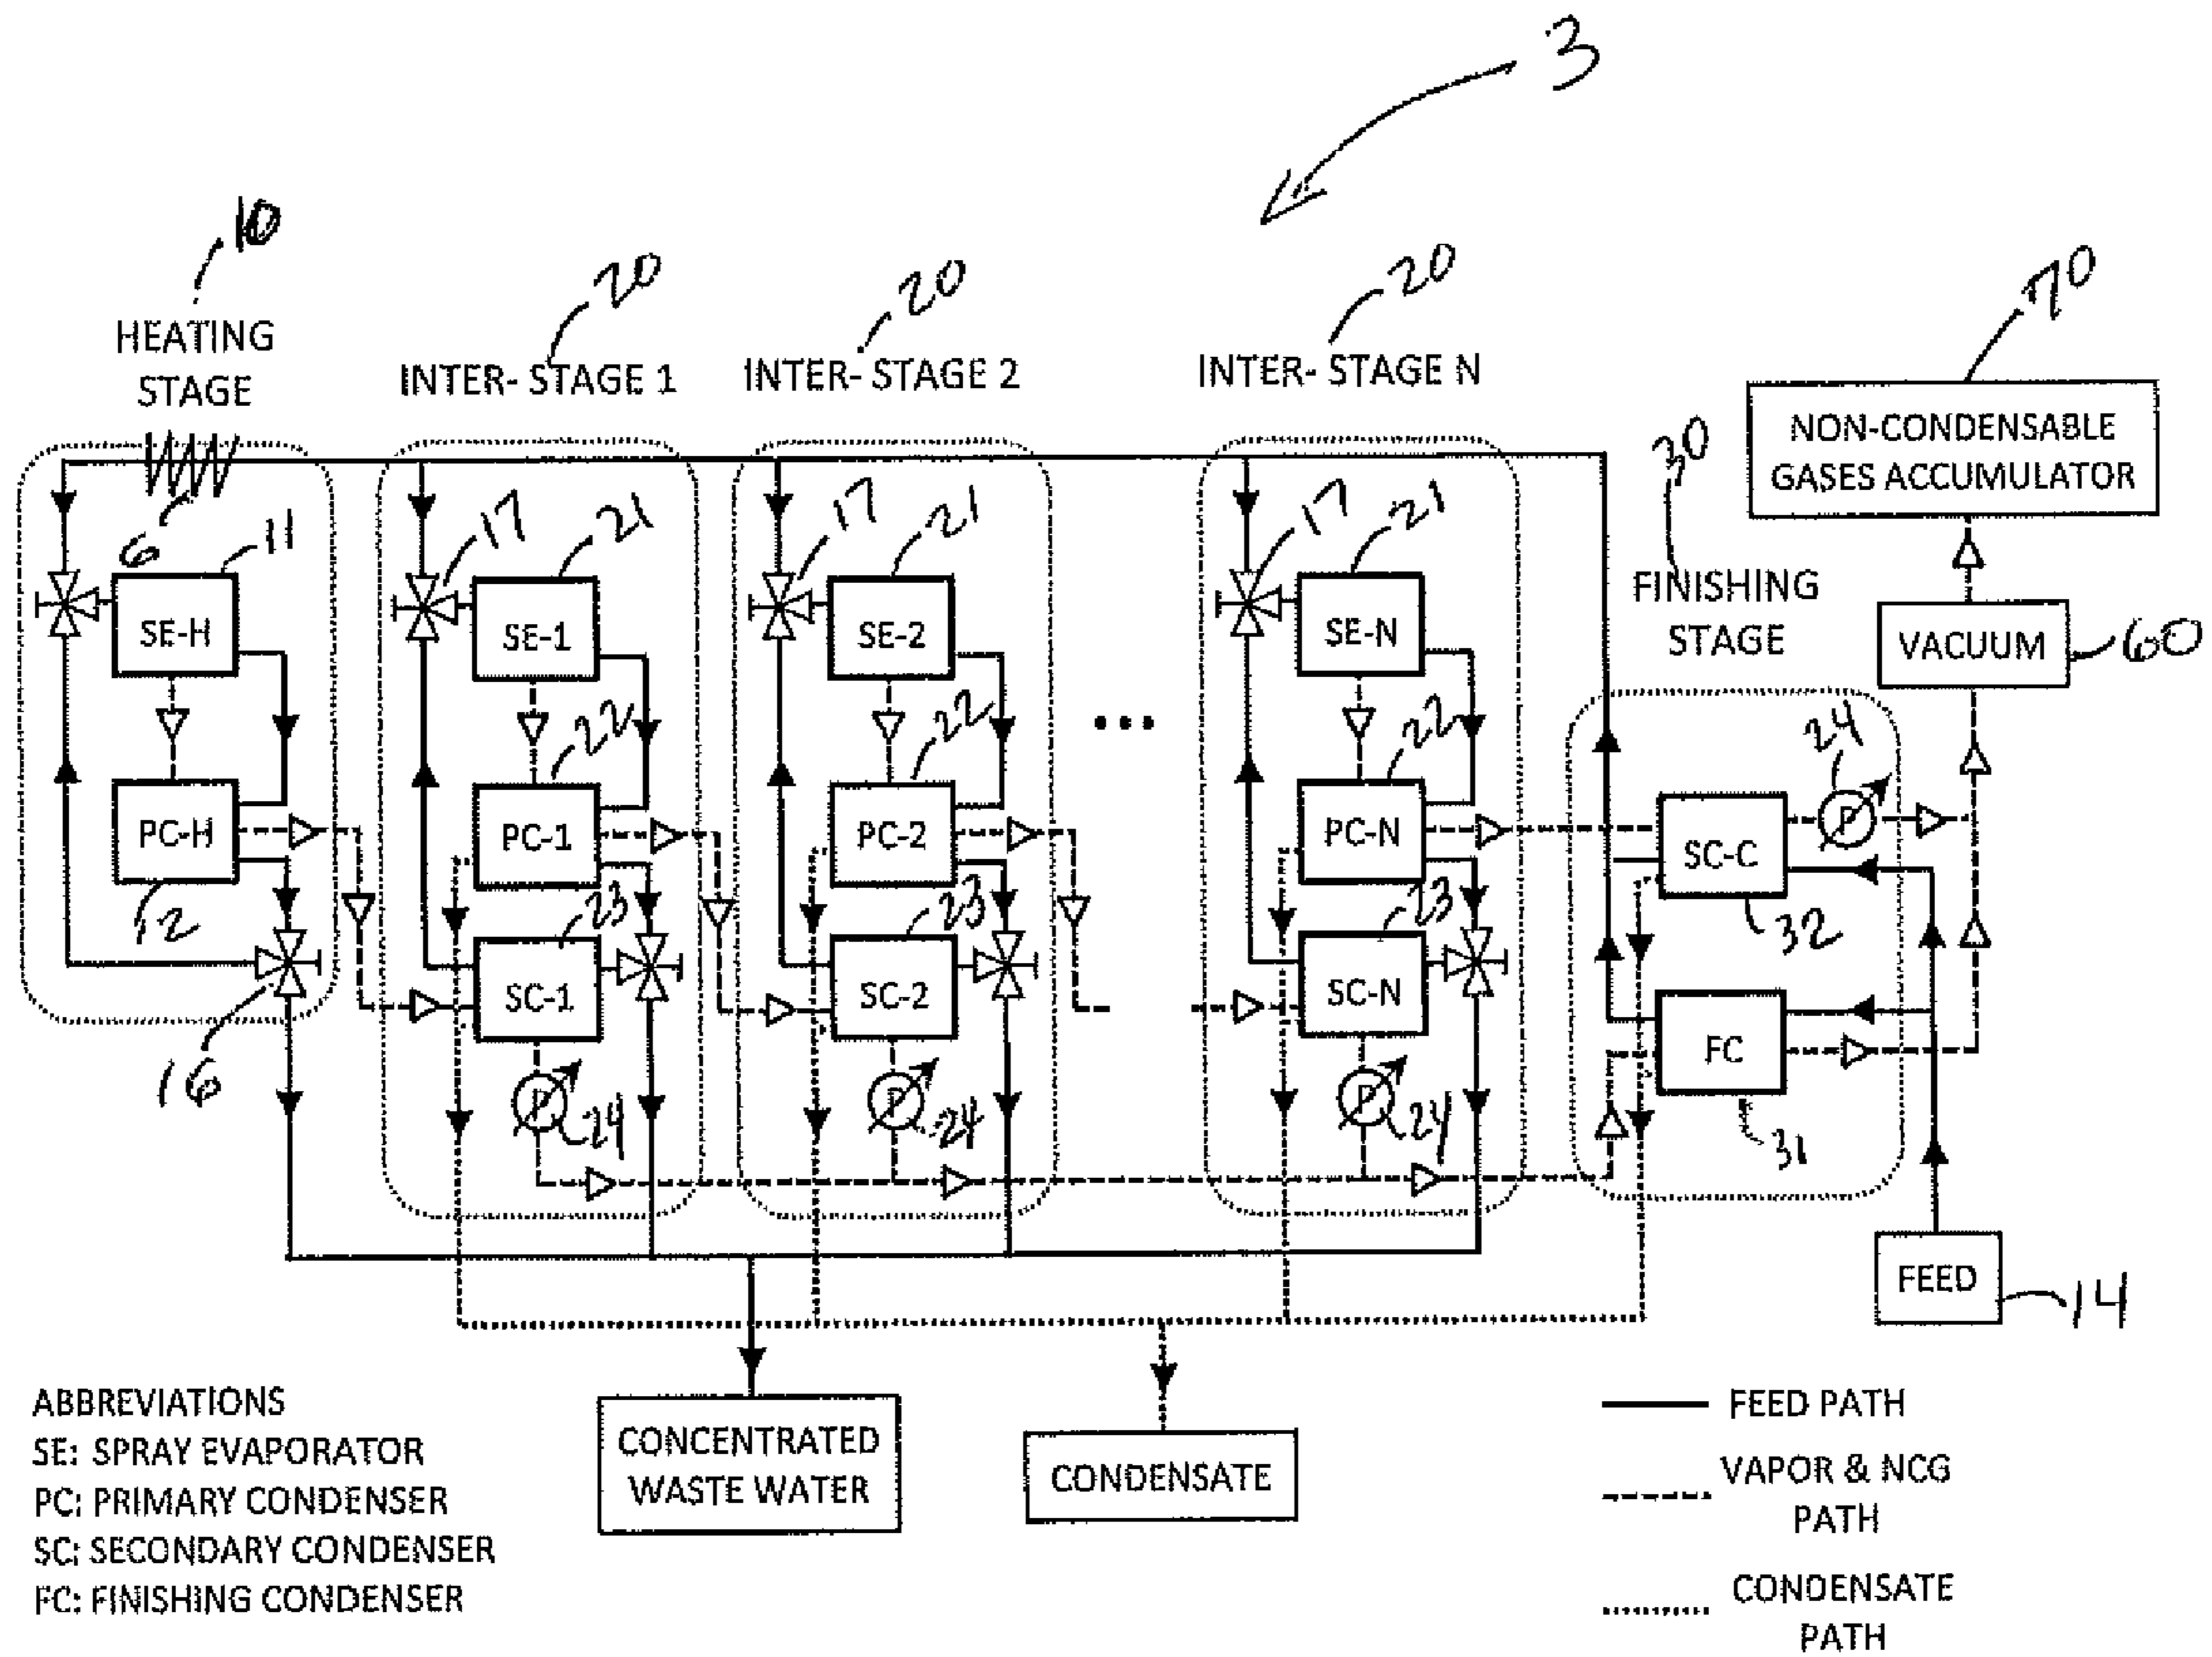 3
10
20
20
20
70
HEATING
STAGE
INTER- STAGE 1
INTER- STAGE 2
INTER- STAGE N
NON-CONDENSABLE
GASES ACCUMULATOR
30
6
11
17
21
17
21
17
21
FINISHING
STAGE
VACUUM
60
SE-H
SE-1
SE-2
SE-N
22
22
22
24
...
PC-H
PC-1
PC-2
PC-N
SC-C
P
12
23
23
23
32
SC-1
SC-2
SC-N
FC
16
P
24
P
24
P
24
31
FEED
14
CONCENTRATED
WASTE WATER
CONDENSATE
ABBREVIATIONS
SE: SPRAY EVAPORATOR
PC: PRIMARY CONDENSER
SC: SECONDARY CONDENSER
FC: FINISHING CONDENSER
FEED PATH
VAPOR & NCG
PATH
CONDENSATE
PATH